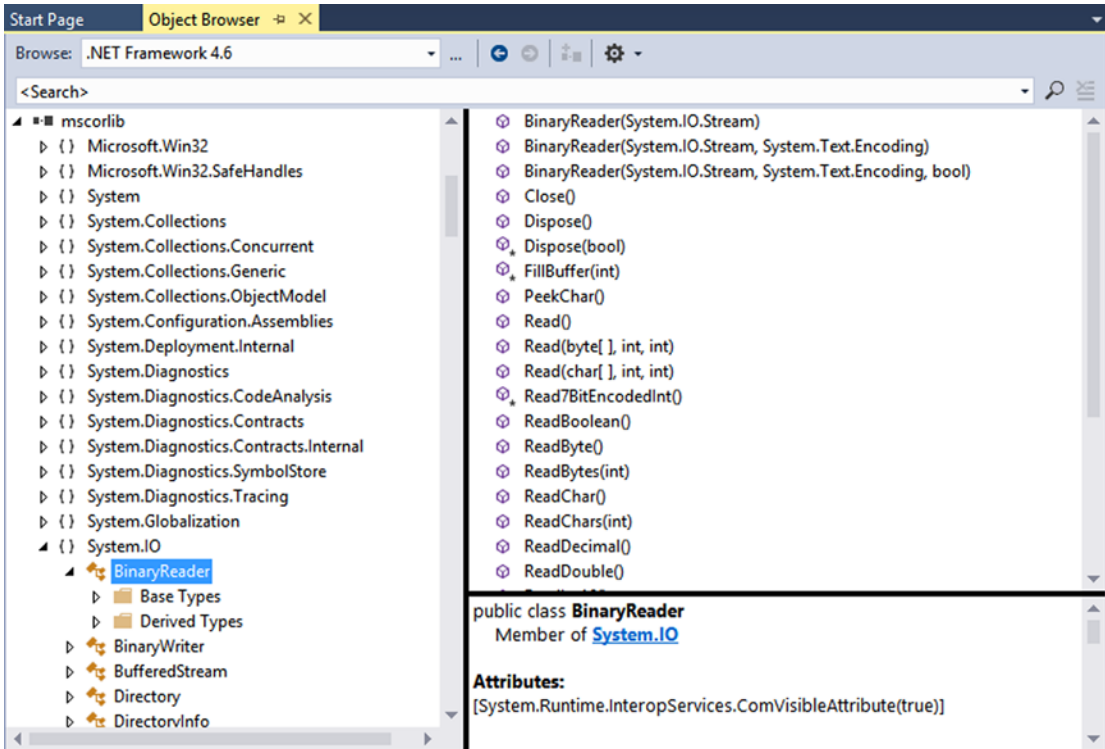 Start Page
Object Browser
Browse: .NET Framework 4.6
...
<Search>
mscorlib
{ } Microsoft.Win32
{ } Microsoft.Win32.SafeHandles
{ } System
{ } System.Collections
{ } System.Collections.Concurrent
{ } System.Collections.Generic
{ } System.Collections.ObjectModel
{ } System.Configuration.Assemblies
{ } System.Deployment.Internal
{ } System.Diagnostics
{ } System.Diagnostics.CodeAnalysis
{ } System.Diagnostics.Contracts
{ } System.Diagnostics.Contracts.Internal
{ } System.Diagnostics.SymbolStore
{ } System.Diagnostics.Tracing
{ } System.Globalization
{ } System.IO
BinaryReader
Base Types
Derived Types
BinaryWriter
BufferedStream
Directory
DirectoryInfo
BinaryReader(System.IO.Stream)
BinaryReader(System.IO.Stream, System.Text.Encoding)
BinaryReader(System.IO.Stream, System.Text.Encoding, bool)
Close()
Dispose()
Dispose(bool)
FillBuffer(int)
PeekChar()
Read()
Read(byte[ ], int, int)
Read(char[ ], int, int)
Read7BitEncodedInt()
ReadBoolean()
ReadByte()
ReadBytes(int)
ReadChar()
ReadChars(int)
ReadDecimal()
ReadDouble()
public class BinaryReader
Member of System.IO
Attributes:
[System.Runtime.InteropServices.ComVisibleAttribute(true)]